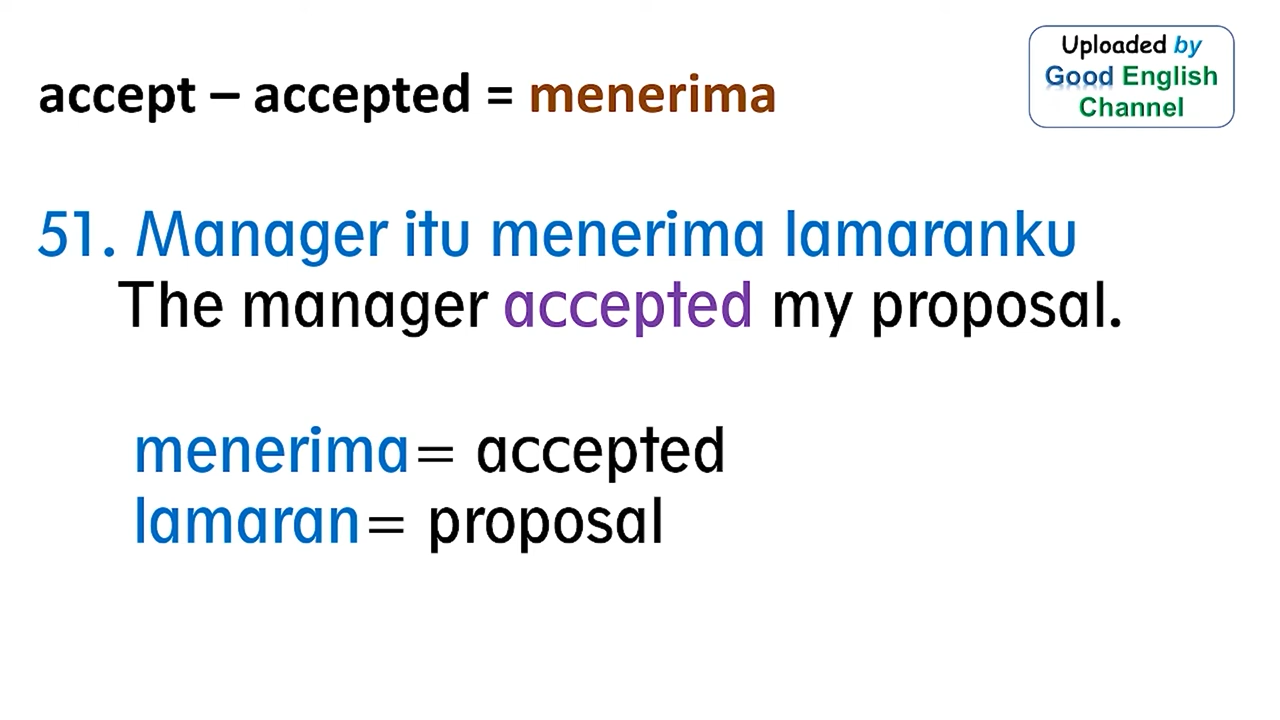 accept – accepted = menerima
Uploaded by
Good English
Channel
51. Manager itu menerima lamaranku
The manager accepted my proposal.
menerima= accepted
lamaran= proposal